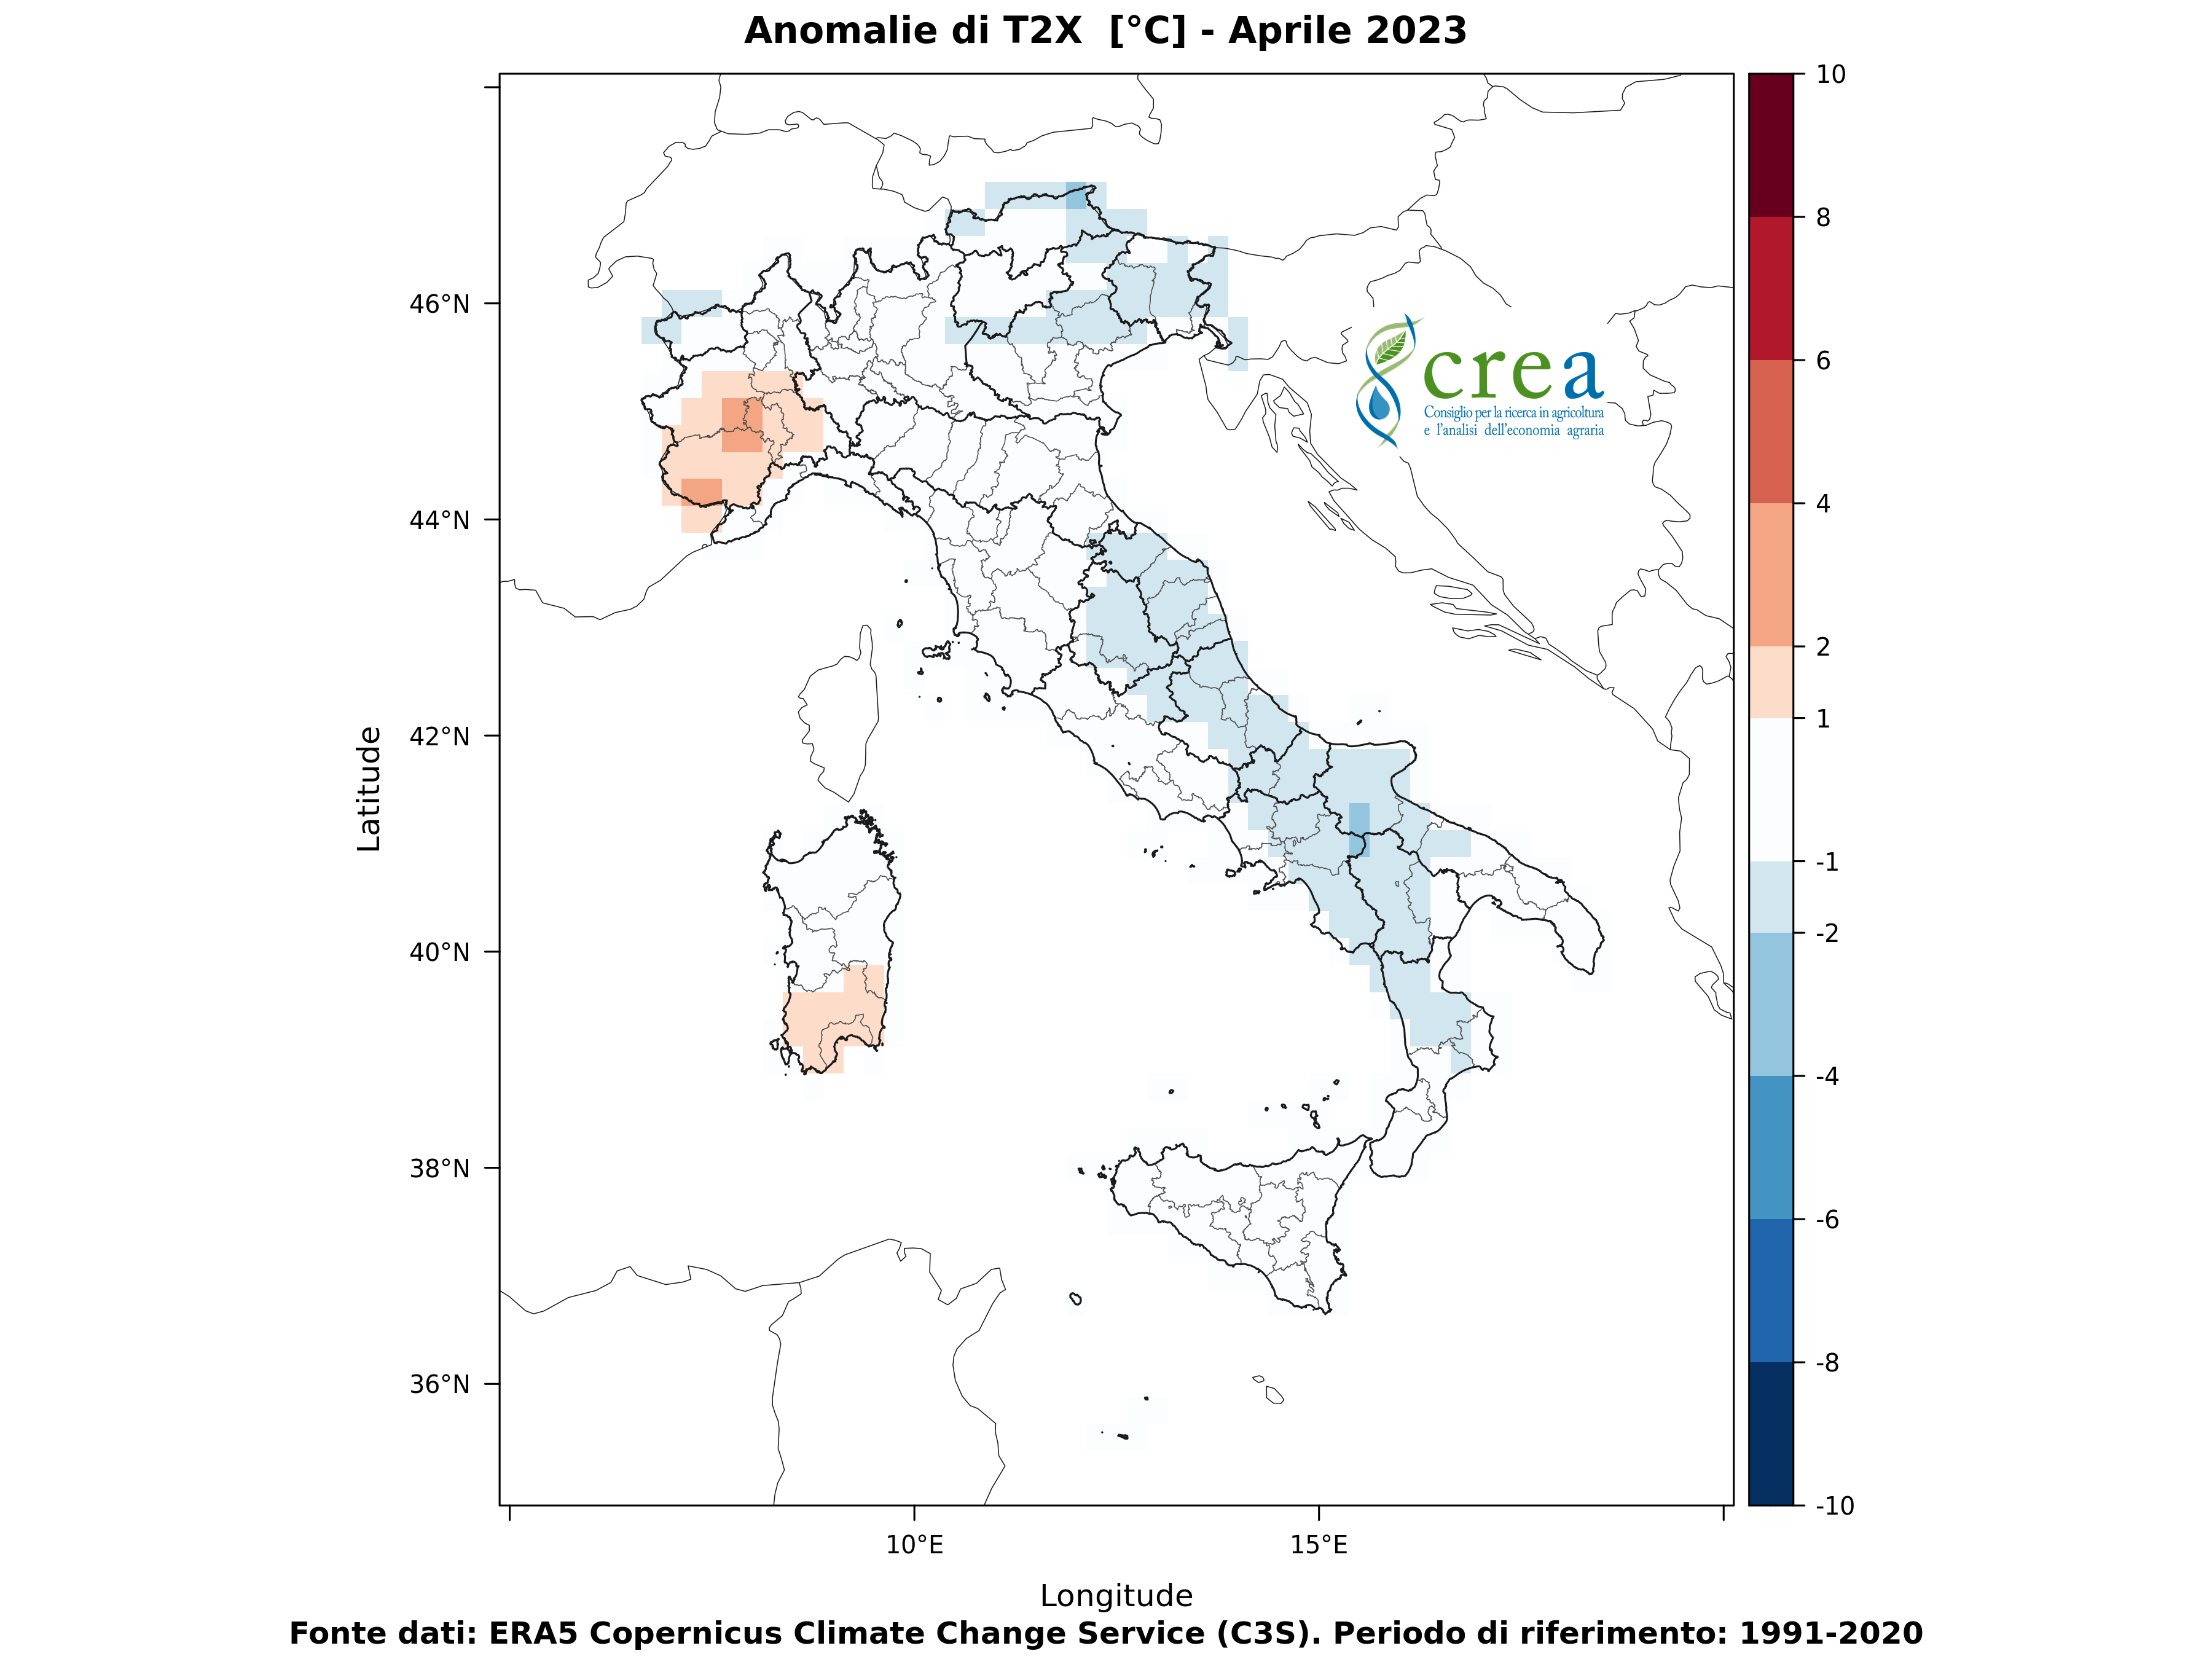 Anomalie di T2X [°C] - Aprile 2023
10
8
6
4
2
1
-1
-2
-4
-6
-8
-10
46°N
44°N
42°N
40°N
38°N
36°N
Latitude
crea
Consiglio per la ricerca in agricoltura
e l'analisi dell'economia agraria
10°E 15°E
Longitude
Fonte dati: ERA5 Copernicus Climate Change Service (C3S). Periodo di riferimento: 1991-2020